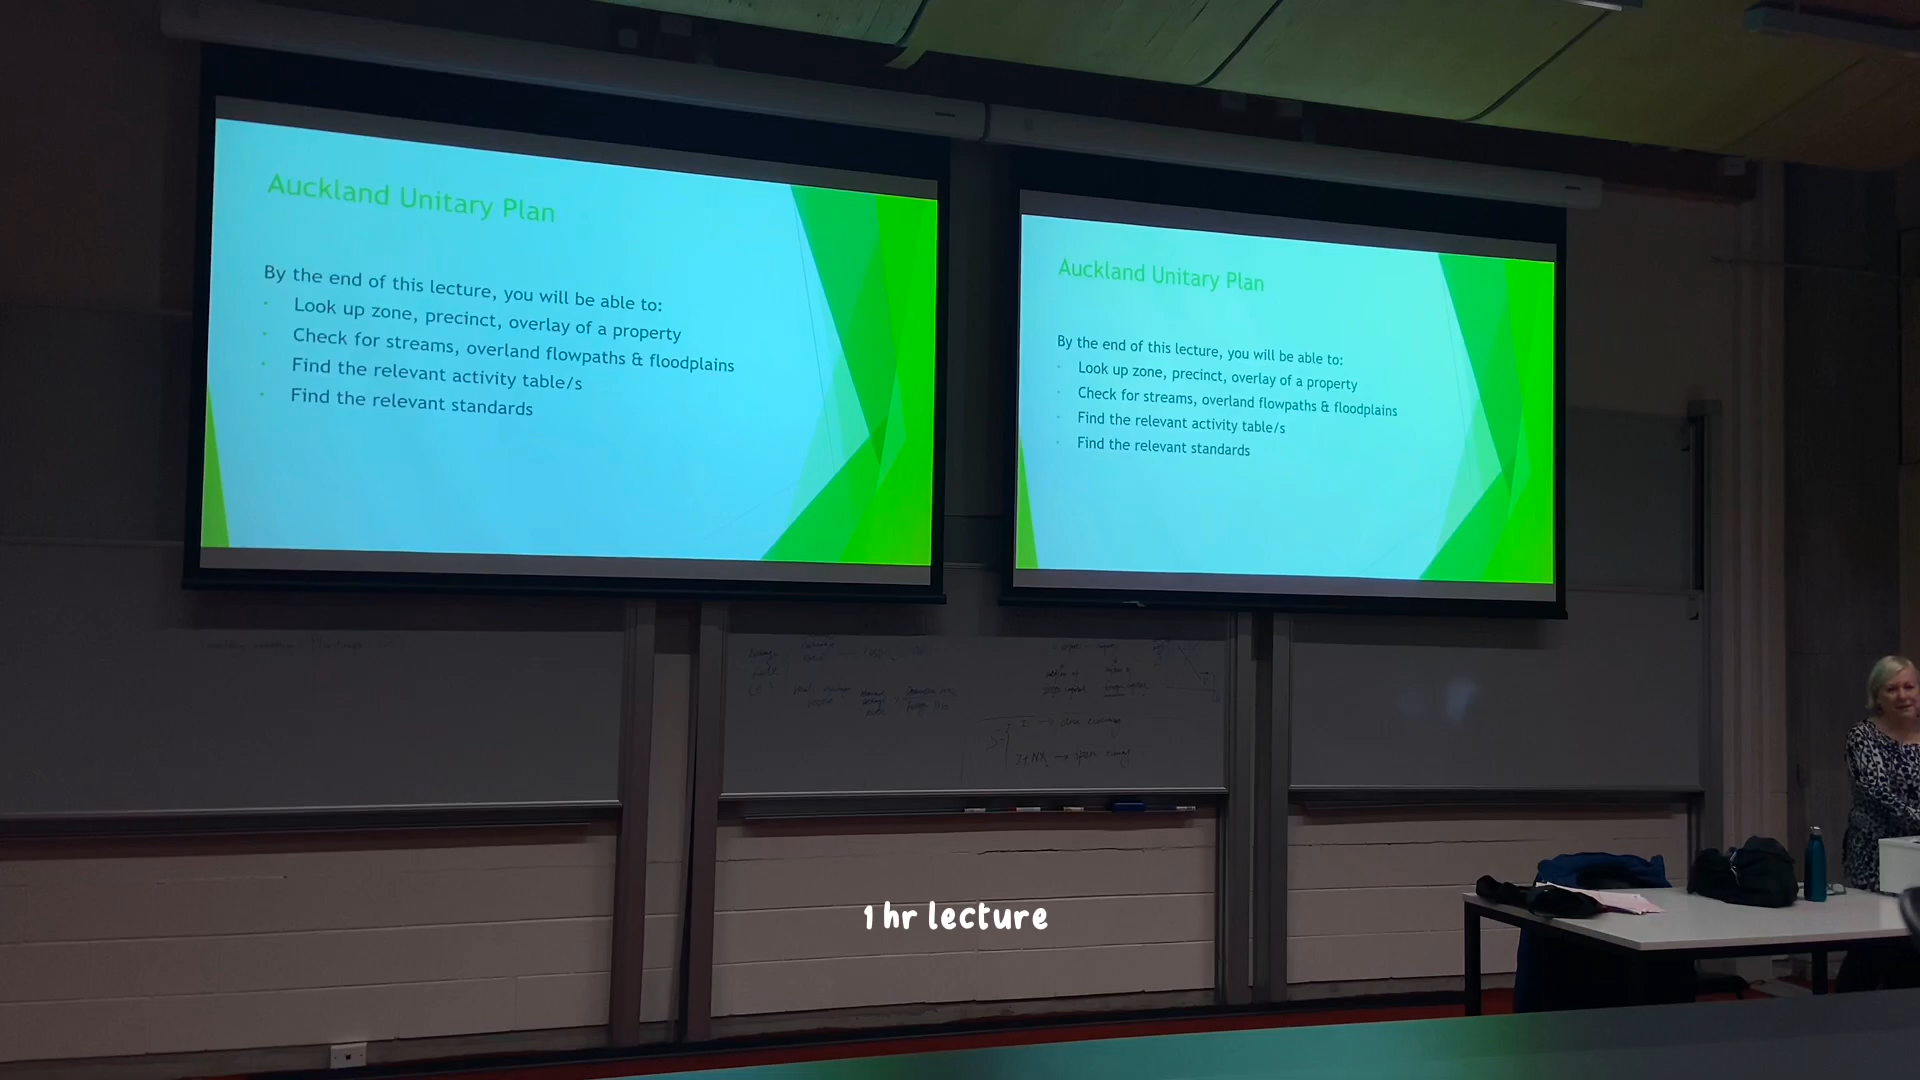 Auckland Unitary Plan
By the end of this lecture, you will be able to:
Look up zone, precinct, overlay of a property
Check for streams, overland flowpaths & floodplains
Find the relevant activity table/s
Find the relevant standards
Auckland Unitary Plan
By the end of this lecture, you will be able to:
Look up zone, precinct, overlay of a property
Check for streams, overland flowpaths & floodplains
Find the relevant activity table/s
Find the relevant standards
1 hr lecture